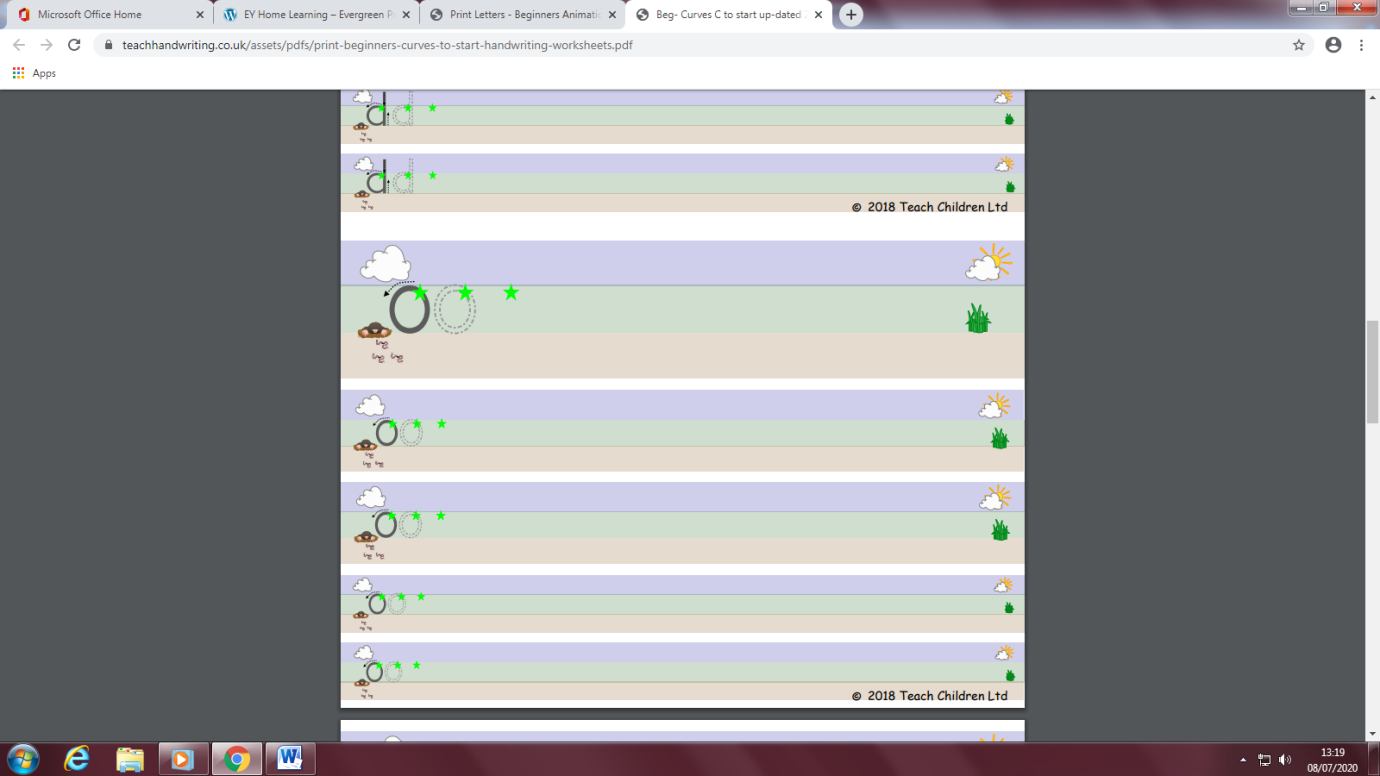 Microsoft Office Home
EY Home Learning – Evergreen P
Print Letters - Beginners Animatio
Beg- Curves C to start up-dated
teachhandwriting.co.uk/assets/pdfs/print-beginners-curves-to-start-handwriting-worksheets.pdf
Apps
d d
d d
© 2018 Teach Children Ltd
o o
o o
o o
o o
o o
© 2018 Teach Children Ltd
13:19
08/07/2020